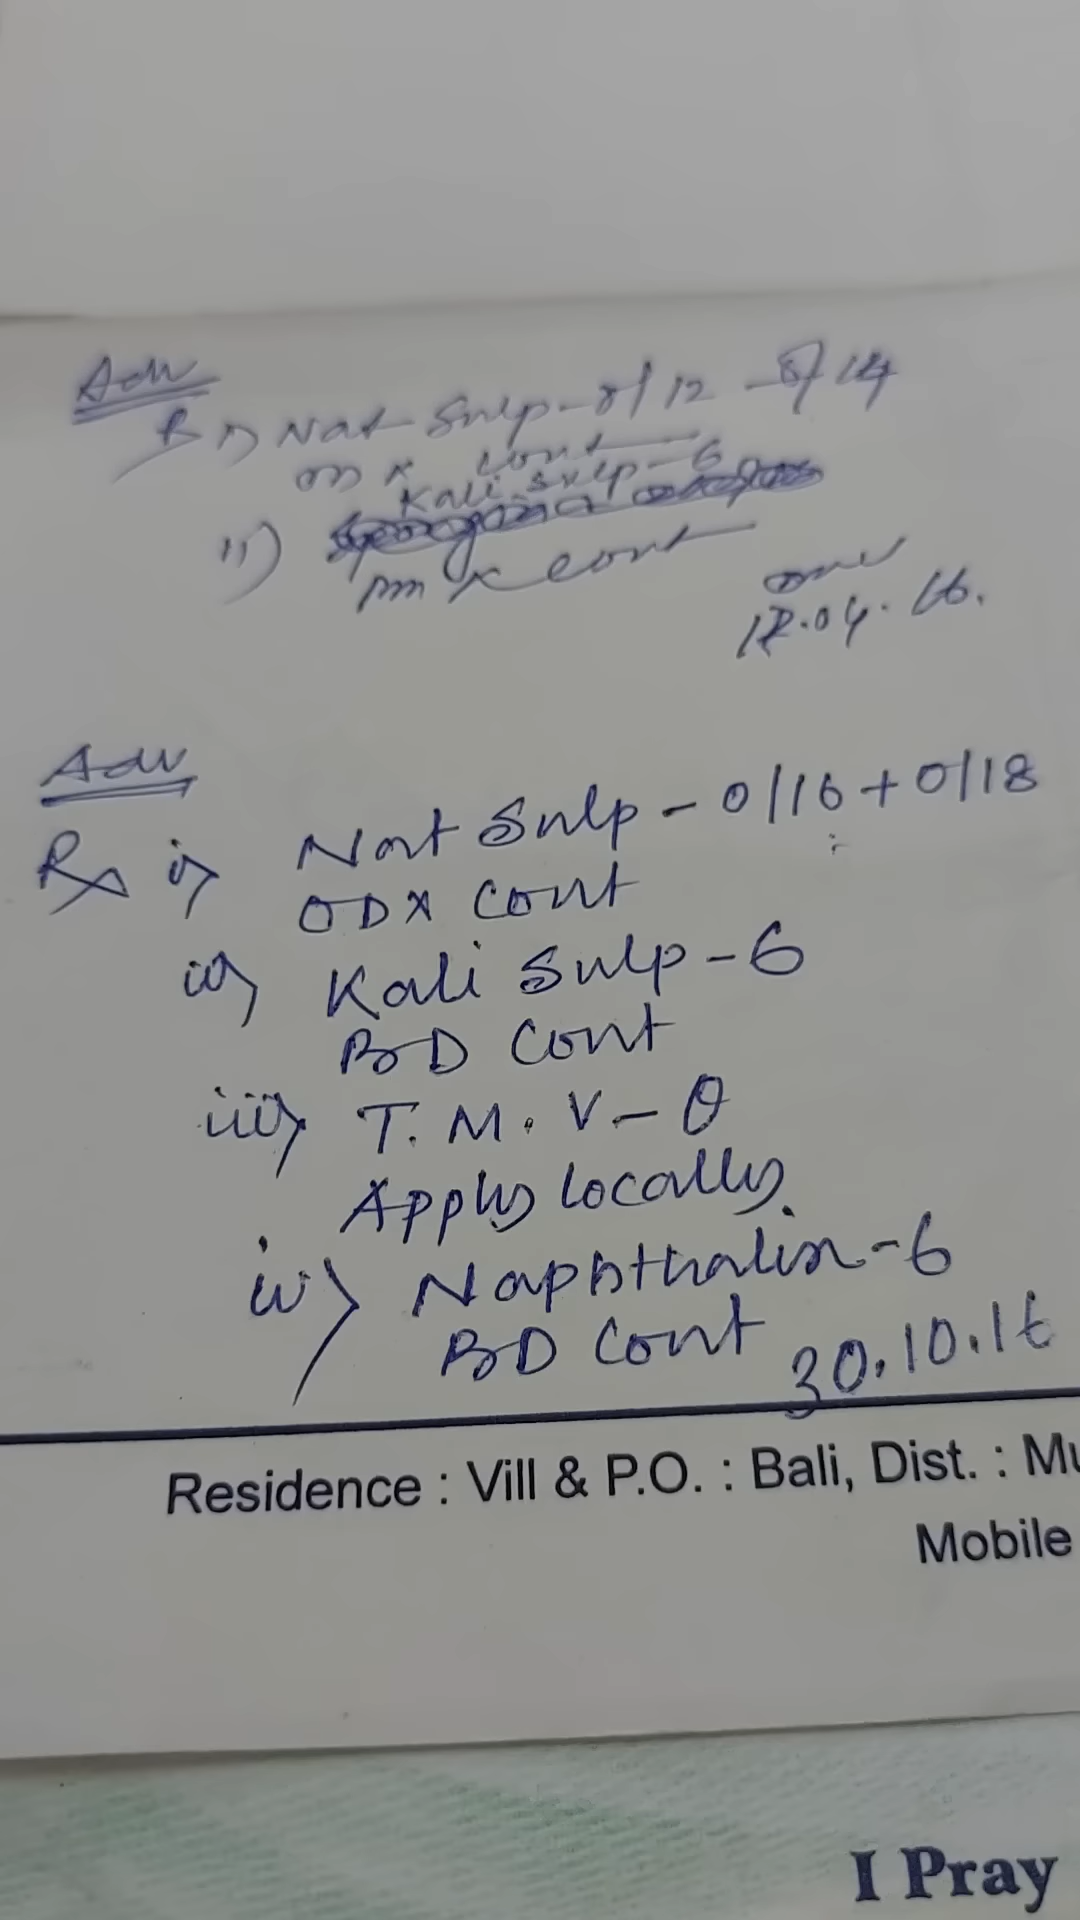 Adv
Rx i) Nat Sulp - 0/12 - 0/14
OD x Cont
Kali Sulp - 6
ii)
pm x cont
12.04.16.
Adv
Rx i) Nat Sulp - 0/16 + 0/18
ODX Cont
ii) Kali Sulp - 6
BD Cont
iii) T. M. V - θ
Apply locally
iv) Naphthalin - 6
BD Cont
30.10.16
Residence : Vill & P.O. : Bali, Dist. : Mu
Mobile
I Pray